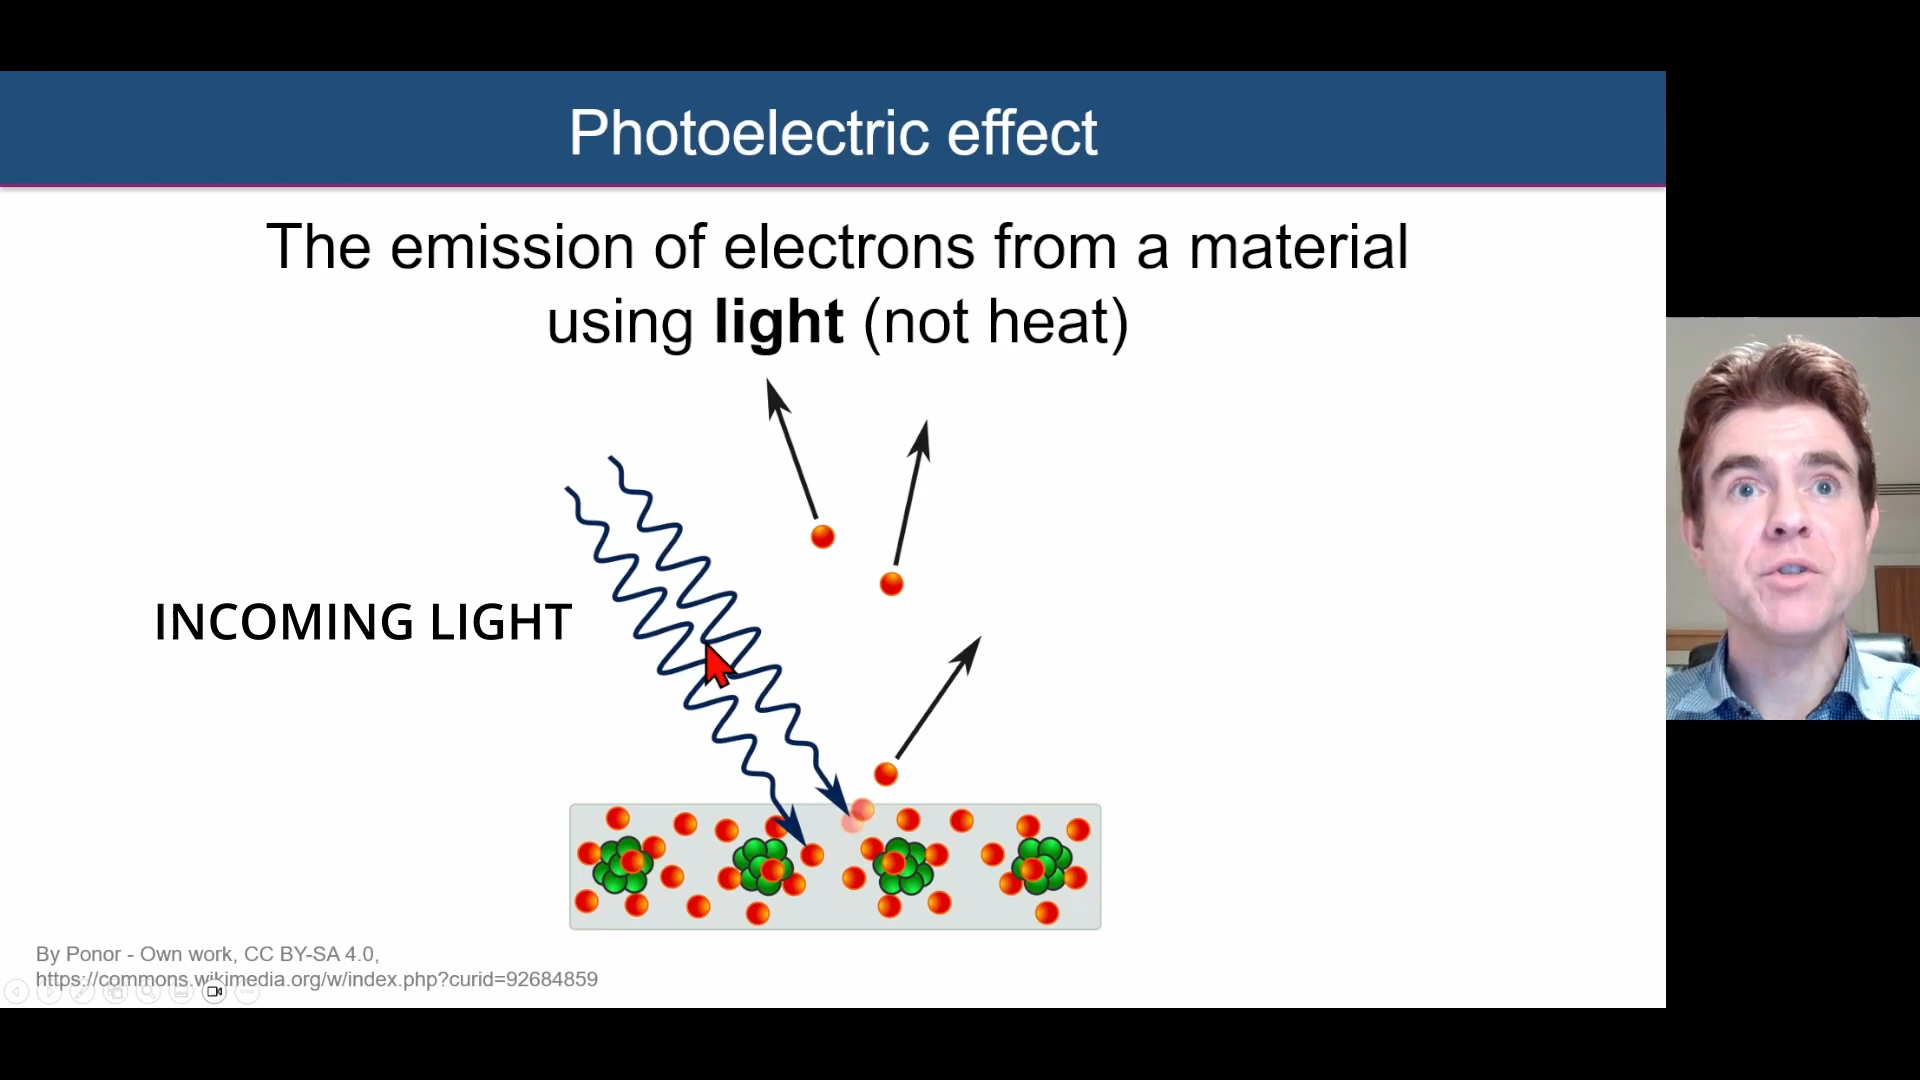 Photoelectric effect
The emission of electrons from a material
using light (not heat)
INCOMING LIGHT
By Ponor - Own work, CC BY-SA 4.0,
https://commons.wikimedia.org/w/index.php?curid=92684859